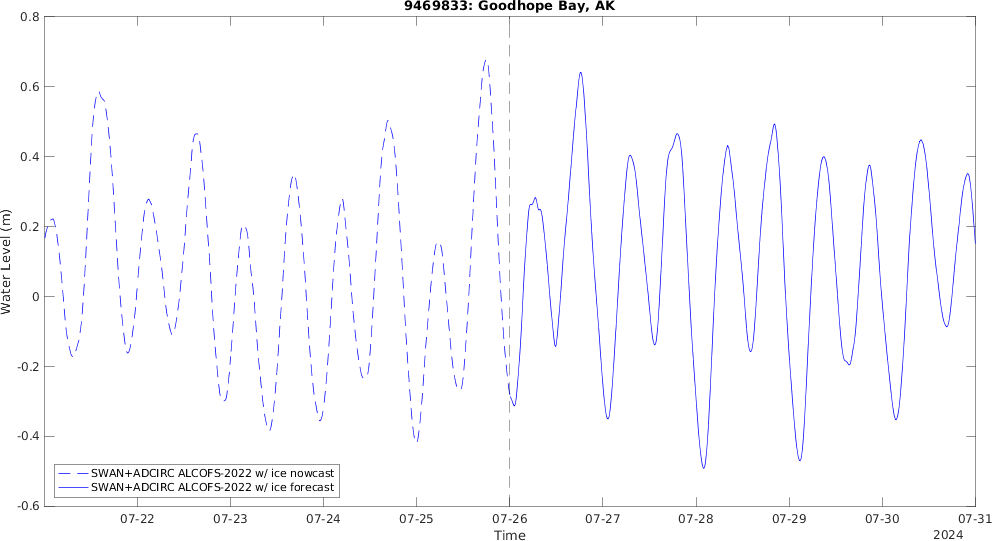 9469833: Goodhope Bay, AK
Water Level (m)
0.8
0.6
0.4
0.2
0
-0.2
-0.4
-0.6
SWAN+ADCIRC ALCOFS-2022 w/ ice nowcast
SWAN+ADCIRC ALCOFS-2022 w/ ice forecast
07-22 07-23 07-24 07-25 07-26 07-27 07-28 07-29 07-30 07-31
Time
2024